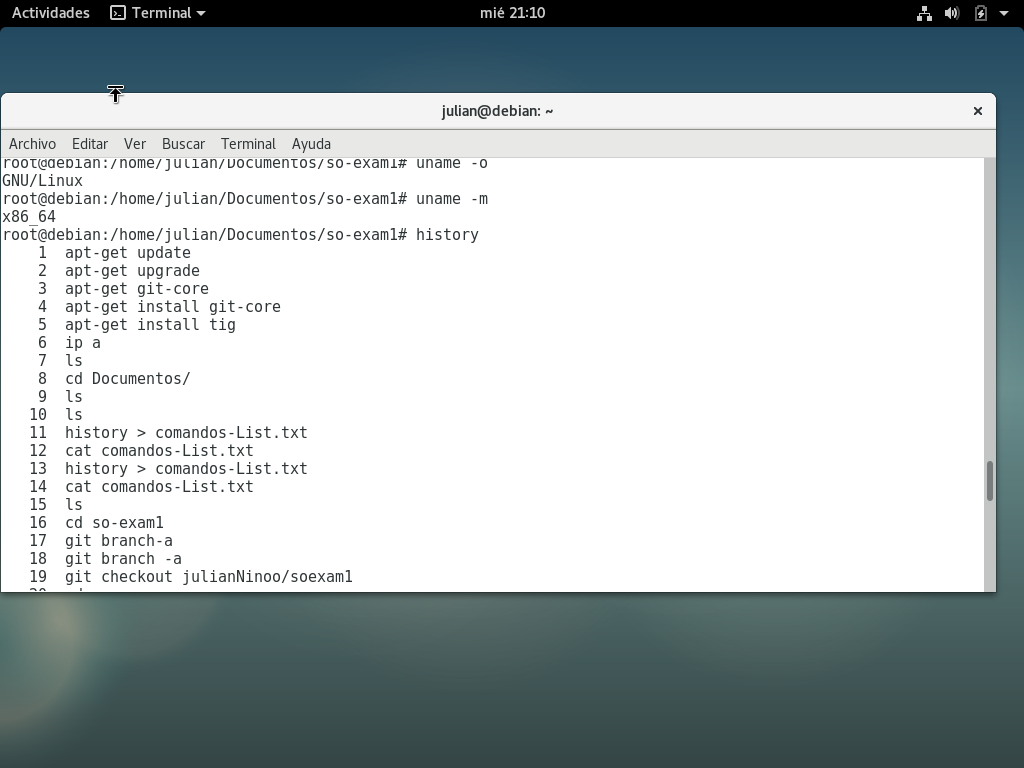 Actividades Terminal mié 21:10
julian@debian: ~
Archivo Editar Ver Buscar Terminal Ayuda
root@debian:/home/julian/Documentos/so-exam1# uname -o
GNU/Linux
root@debian:/home/julian/Documentos/so-exam1# uname -m
x86_64
root@debian:/home/julian/Documentos/so-exam1# history
1 apt-get update
2 apt-get upgrade
3 apt-get git-core
4 apt-get install git-core
5 apt-get install tig
6 ip a
7 ls
8 cd Documentos/
9 ls
10 ls
11 history > comandos-List.txt
12 cat comandos-List.txt
13 history > comandos-List.txt
14 cat comandos-List.txt
15 ls
16 cd so-exam1
17 git branch-a
18 git branch -a
19 git checkout julianNinoo/soexam1